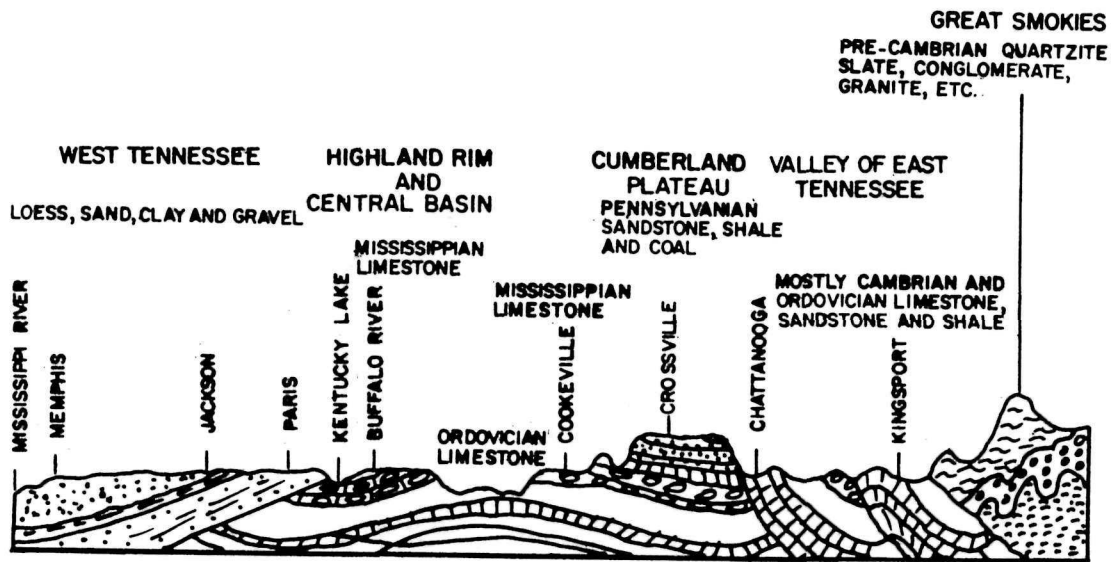 GREAT SMOKIES
PRE-CAMBRIAN QUARTZITE
SLATE, CONGLOMERATE,
GRANITE, ETC.
WEST TENNESSEE
LOESS, SAND, CLAY AND GRAVEL
HIGHLAND RIM
AND
CENTRAL BASIN
MISSISSIPPIAN
LIMESTONE
CUMBERLAND
PLATEAU
PENNSYLVANIAN
SANDSTONE, SHALE
AND COAL
MISSISSIPPIAN
LIMESTONE
VALLEY OF EAST
TENNESSEE
MOSTLY CAMBRIAN AND
ORDOVICIAN LIMESTONE,
SANDSTONE AND SHALE
MISSISSIPPI RIVER
MEMPHIS
JACKSON
PARIS
KENTUCKY LAKE
BUFFALO RIVER
ORDOVICIAN
LIMESTONE
COOKEVILLE
CROSSVILLE
CHATTANOOGA
KINGSPORT